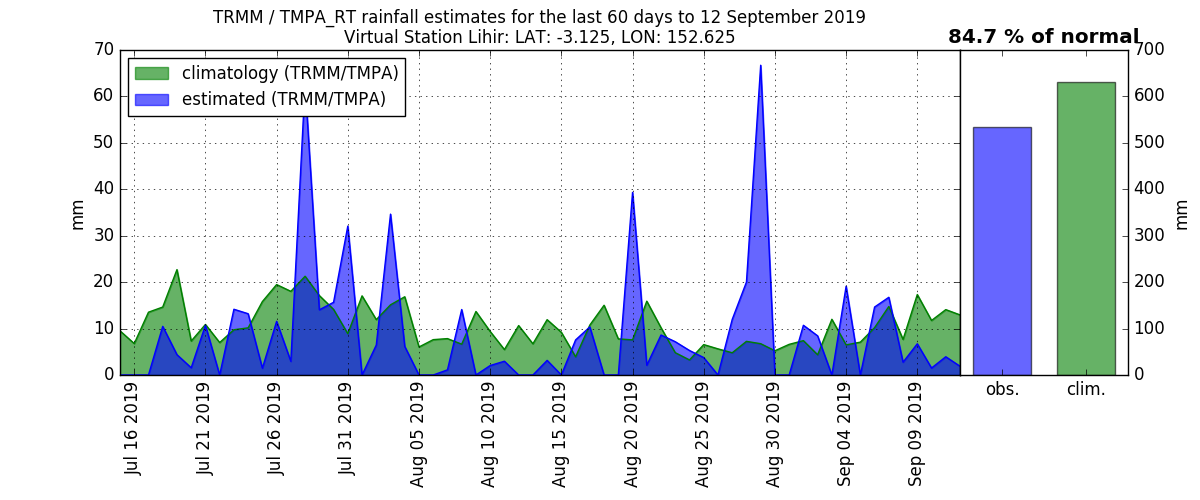 TRMM / TMPA_RT rainfall estimates for the last 60 days to 12 September 2019
Virtual Station Lihir: LAT: -3.125, LON: 152.625
84.7 % of normal
climatology (TRMM/TMPA)
estimated (TRMM/TMPA)
70
60
50
40
30
20
10
0
mm
Jul 16 2019
Jul 21 2019
Jul 26 2019
Jul 31 2019
Aug 05 2019
Aug 10 2019
Aug 15 2019
Aug 20 2019
Aug 25 2019
Aug 30 2019
Sep 04 2019
Sep 09 2019
700
600
500
400
300
200
100
0
mm
obs.
clim.